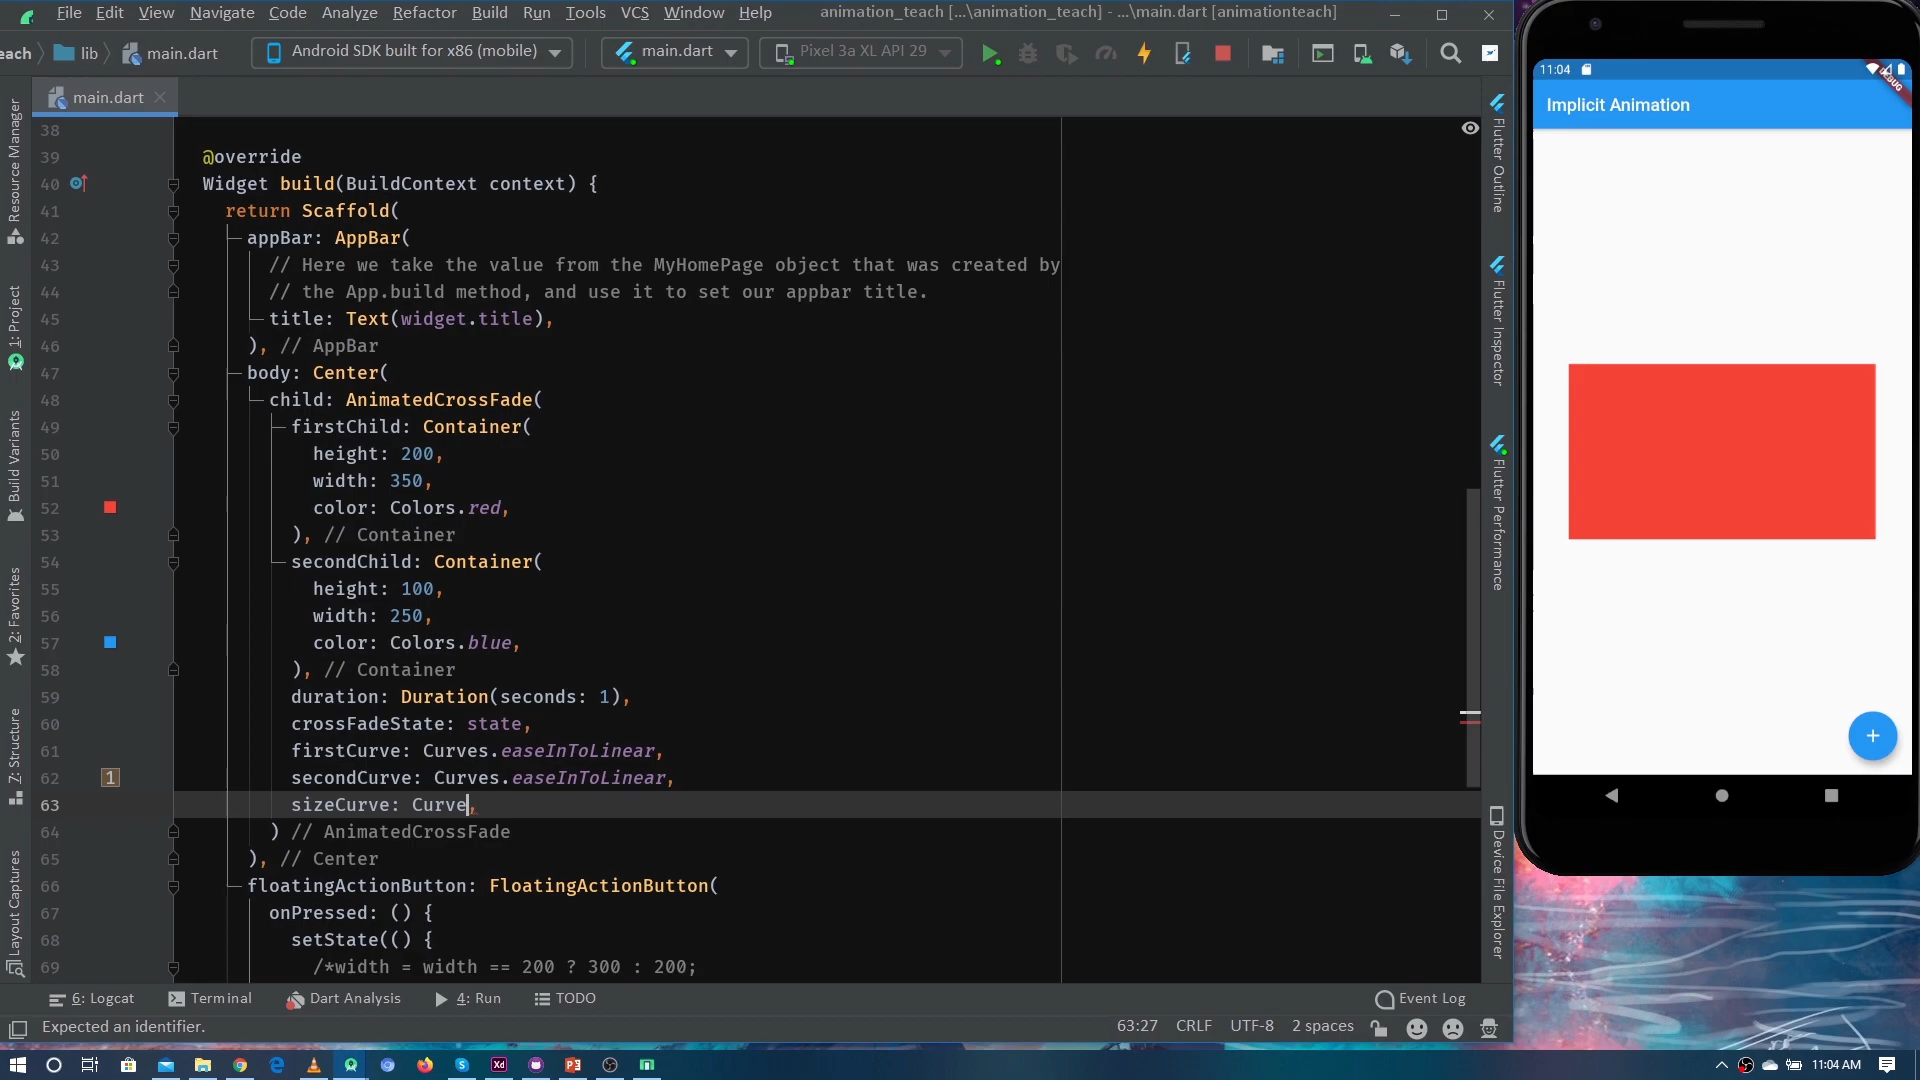 File Edit View Navigate Code Analyze Refactor Build Run Tools VCS Window Help animation_teach [...\animation_teach] - ...\main.dart [animationteach]
each lib main.dart Android SDK built for x86 (mobile) main.dart Pixel 3a XL API 29
main.dart
38
39 @override
40 Widget build(BuildContext context) {
41 return Scaffold(
42 appBar: AppBar(
43 // Here we take the value from the MyHomePage object that was created by
44 // the App.build method, and use it to set our appbar title.
45 title: Text(widget.title),
46 ), // AppBar
47 body: Center(
48 child: AnimatedCrossFade(
49 firstChild: Container(
50 height: 200,
51 width: 350,
52 color: Colors.red,
53 ), // Container
54 secondChild: Container(
55 height: 100,
56 width: 250,
57 color: Colors.blue,
58 ), // Container
59 duration: Duration(seconds: 1),
60 crossFadeState: state,
61 firstCurve: Curves.easeInToLinear,
62 1 secondCurve: Curves.easeInToLinear,
63 sizeCurve: Curve,
64 ) // AnimatedCrossFade
65 ), // Center
66 floatingActionButton: FloatingActionButton(
67 onPressed: () {
68 setState(() {
69 /*width = width == 200 ? 300 : 200;
Resource Manager
1: Project
Build Variants
2: Favorites
7: Structure
Layout Captures
Flutter Outline
Flutter Inspector
Flutter Performance
Device File Explorer
6: Logcat Terminal Dart Analysis 4: Run TODO Event Log
Expected an identifier. 63:27 CRLF UTF-8 2 spaces
11:04
DEBUG
Implicit Animation
+
11:04 AM